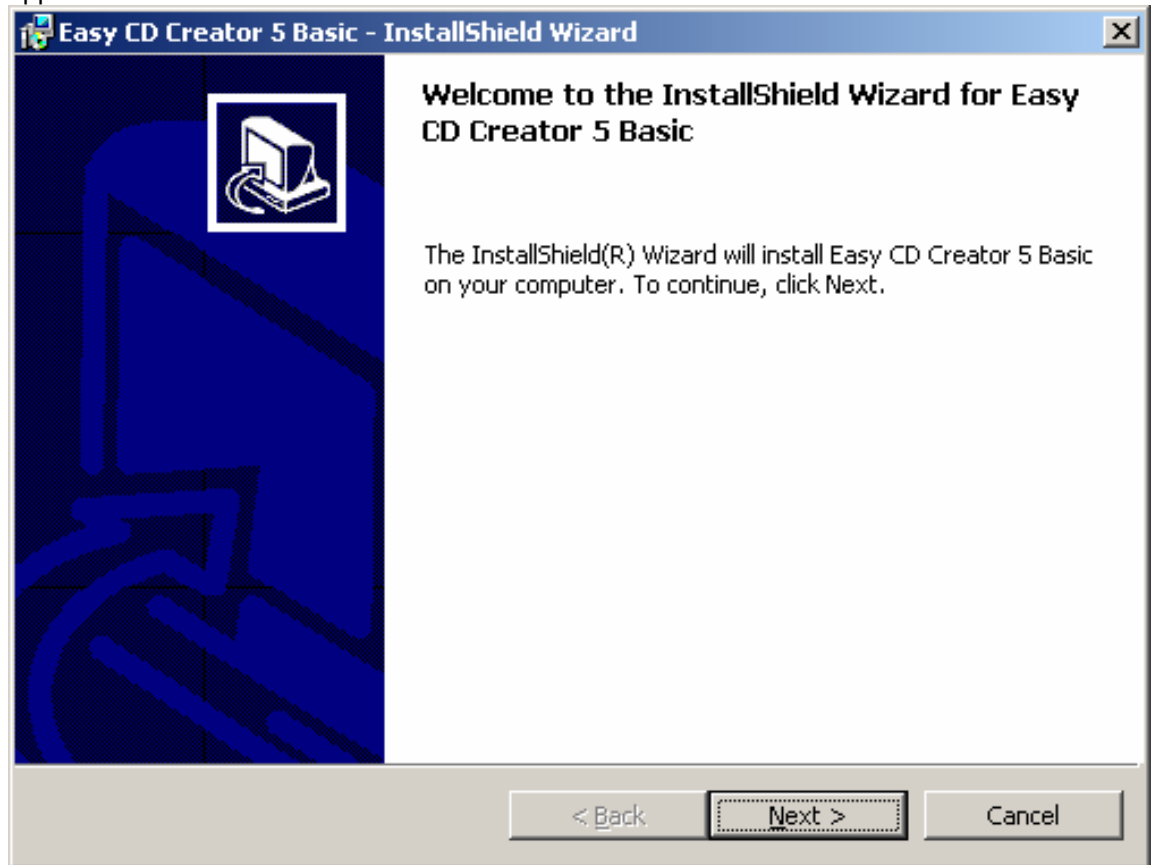 Easy CD Creator 5 Basic - InstallShield Wizard
Welcome to the InstallShield Wizard for Easy
CD Creator 5 Basic
The InstallShield(R) Wizard will install Easy CD Creator 5 Basic
on your computer. To continue, click Next.
< Back
Next >
Cancel